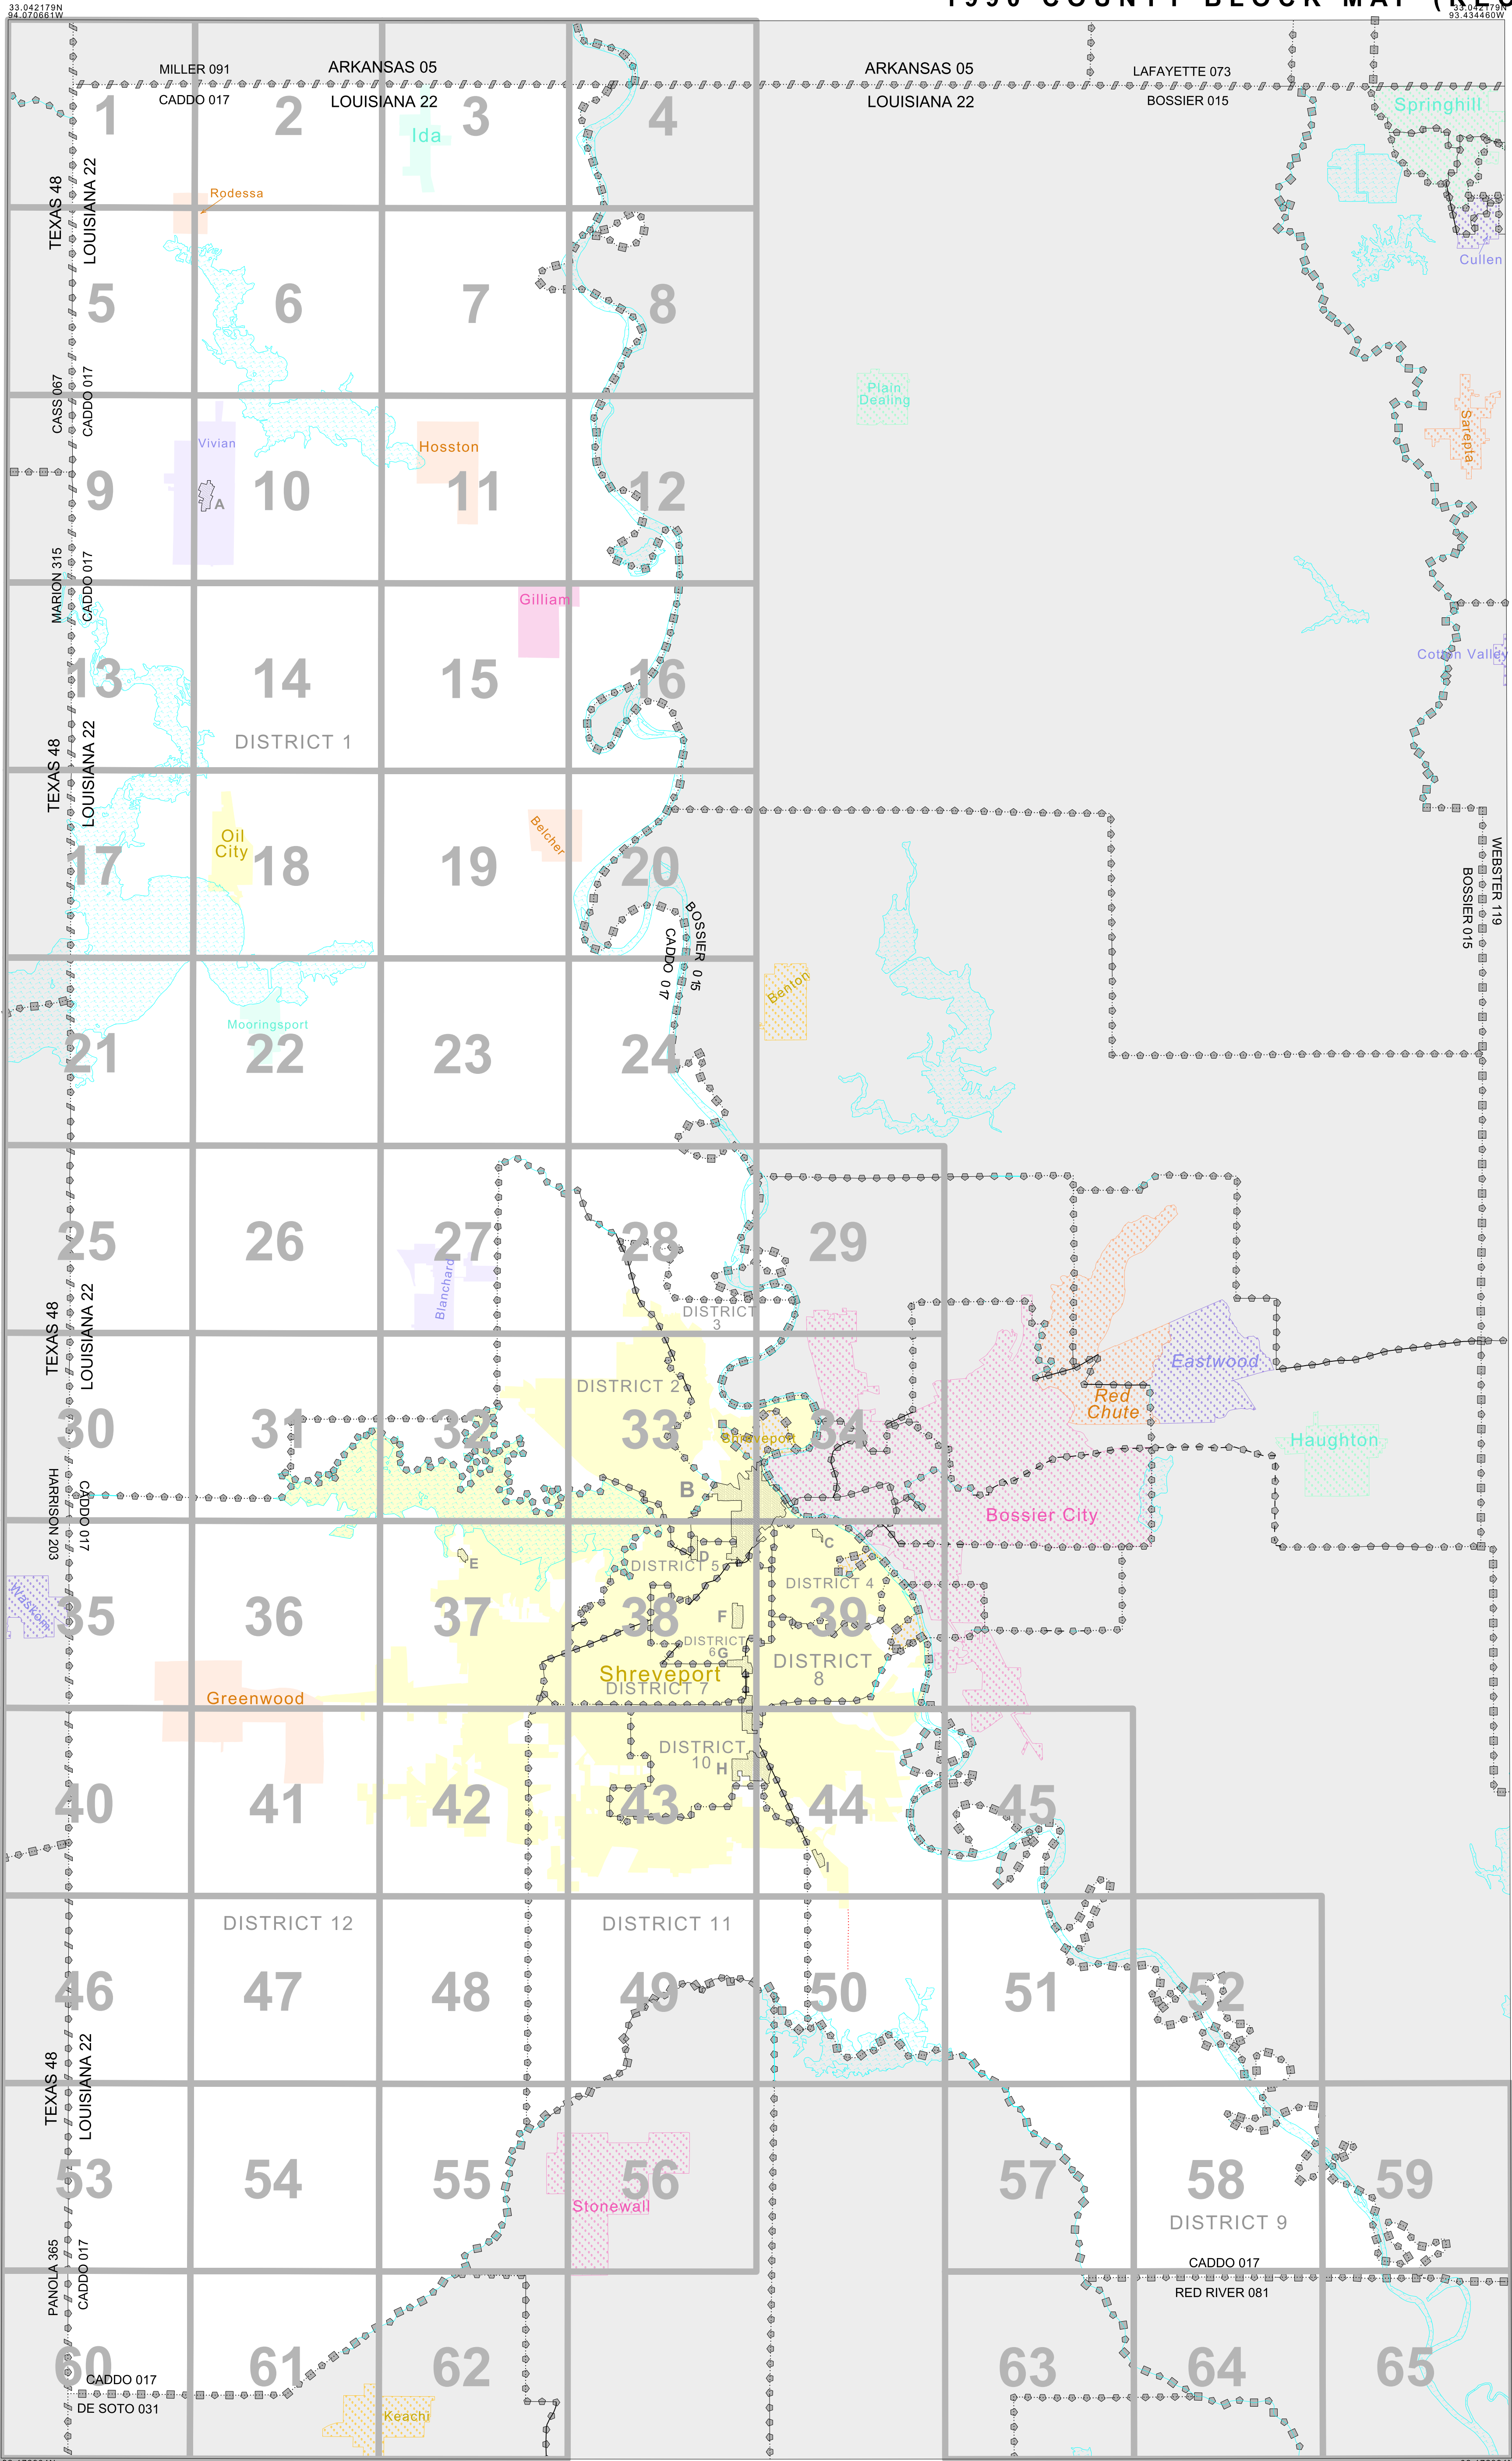 1990 COUNTY BLOCK MAP (REC
33.042179N
94.070661W
33.042179N
93.434460W
MILLER 091
ARKANSAS 05
ARKANSAS 05
LAFAYETTE 073
CADDO 017
LOUISIANA 22
LOUISIANA 22
BOSSIER 015
1
2
3
4
Ida
Springhill
TEXAS 48
LOUISIANA 22
Rodessa
Cullen
5
6
7
8
CASS 067
CADDO 017
Plain
Dealing
Sarepta
Vivian
Hosston
9
A
10
11
12
MARION 315
CADDO 017
Gilliam
Cotton Valley
13
14
15
16
DISTRICT 1
TEXAS 48
LOUISIANA 22
Oil
City
Belcher
17
18
19
20
WEBSTER 119
BOSSIER 015
BOSSIER 015
CADDO 017
Benton
Mooringsport
21
22
23
24
25
26
27
28
29
Blanchard
DISTRICT
3
TEXAS 48
LOUISIANA 22
DISTRICT 2
Eastwood
Red
Chute
30
31
32
33
34
Shreveport
Haughton
HARRISON 203
CADDO 017
B
Bossier City
C
D
E
DISTRICT 5
DISTRICT 4
Waskom
35
36
37
38
F
39
DISTRICT
6
G
DISTRICT
8
Shreveport
DISTRICT 7
Greenwood
DISTRICT
10
H
40
41
42
43
44
45
I
DISTRICT 12
DISTRICT 11
46
47
48
49
50
51
52
TEXAS 48
LOUISIANA 22
53
54
55
56
57
58
59
Stonewall
DISTRICT 9
PANOLA 365
CADDO 017
CADDO 017
RED RIVER 081
60
61
62
63
64
65
CADDO 017
DE SOTO 031
Keachi